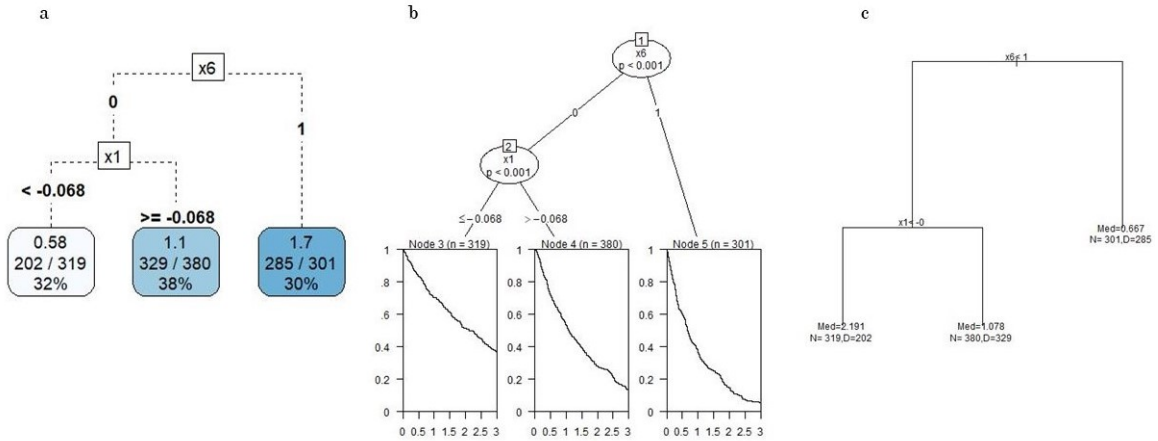 a
b
c
x6
0
1
x1
< -0.068
>= -0.068
0.58
202 / 319
32%
1.1
329 / 380
38%
1.7
285 / 301
30%
1
x6
p < 0.001
0
1
2
x1
p < 0.001
≤−0.068
>−0.068
Node 3 (n = 319)
Node 4 (n = 380)
Node 5 (n = 301)
1
.8
.6
0.4
0.2
0
0 0.5 1 1.5 2 2.5 3
1
0.8
0.6
0.4
0.2
0
0 0.5 1 1.5 2 2.5 3
1
0.8
0.6
0.4
0.2
0
0 0.5 1 1.5 2 2.5 3
x6< 1
x1< -0
Med=0.667
N= 301,D=285
Med=2.191
N= 319,D=202
Med=1.078
N= 380,D=329